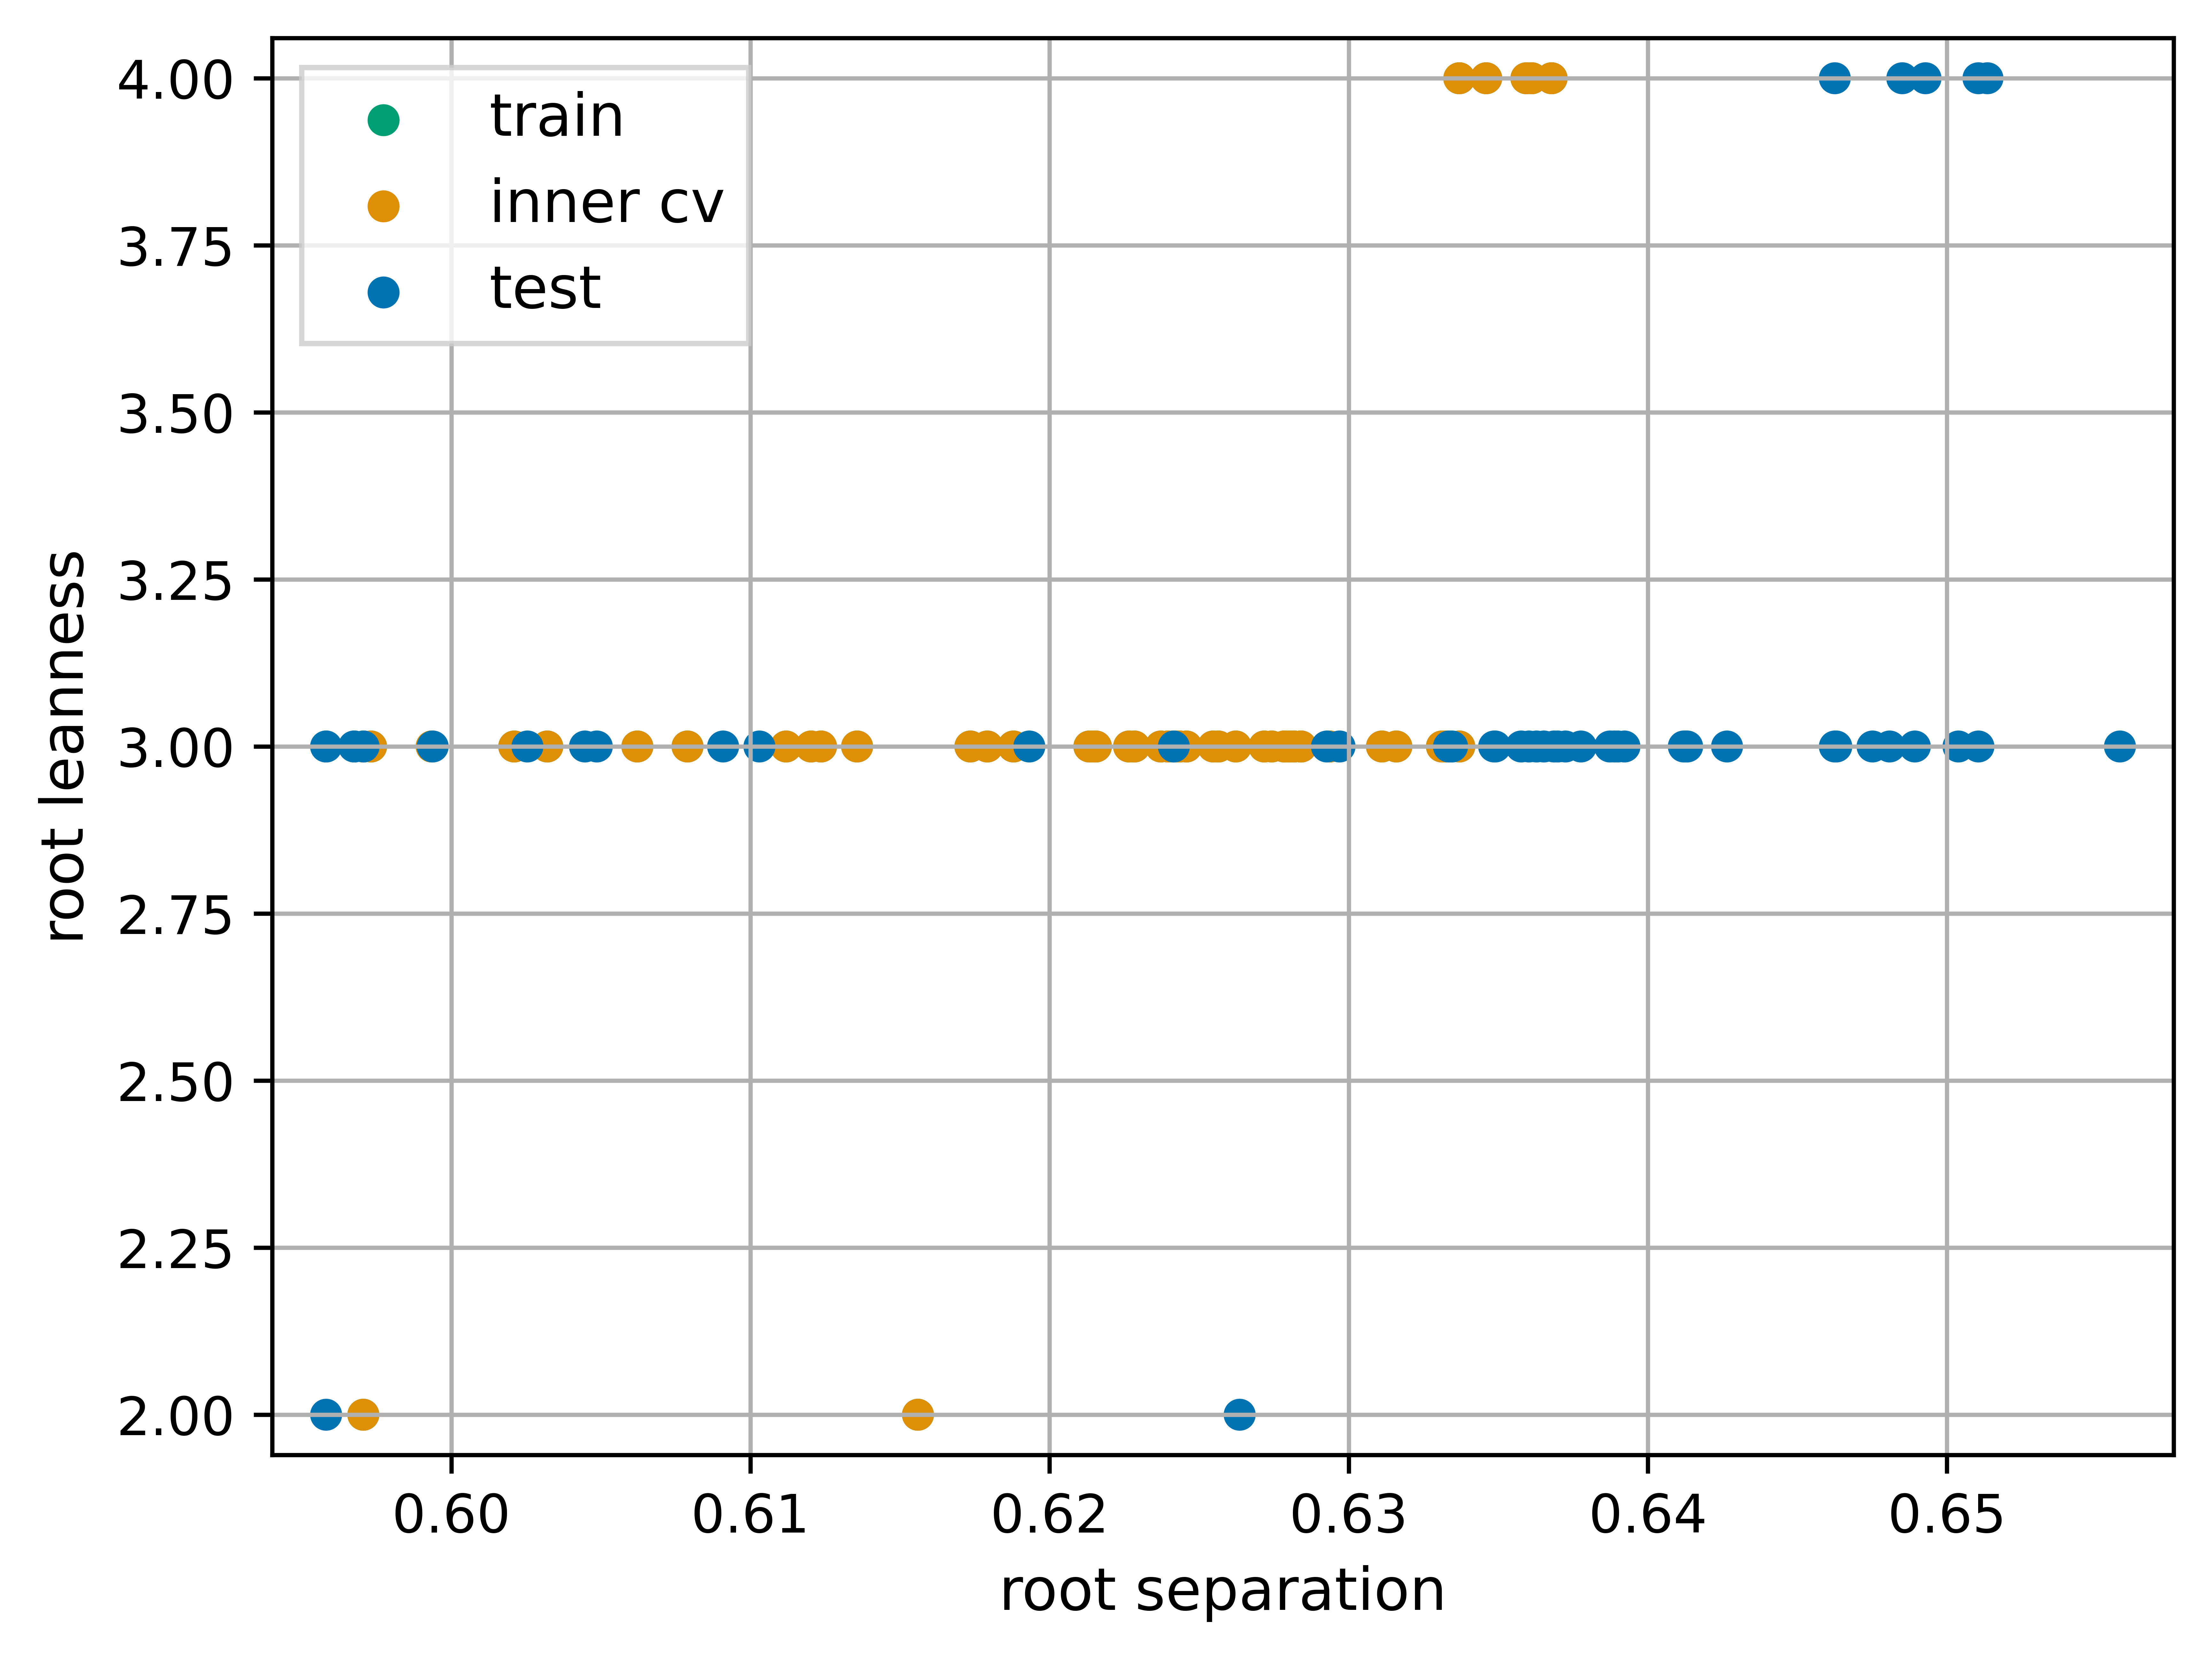 train
inner cv
test
4.00
3.75
3.50
3.25
3.00
2.75
2.50
2.25
2.00
root leanness
0.60 0.61 0.62 0.63 0.64 0.65
root separation